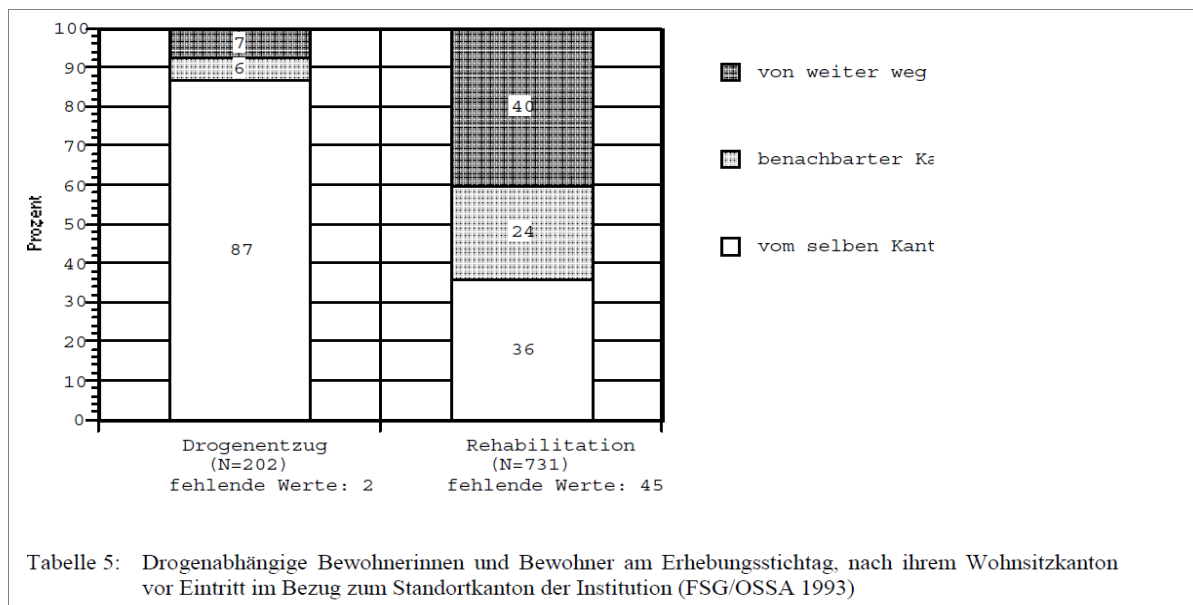 100
90
80
70
60
50
40
30
20
10
0
Prozent
7
6
87
40
24
36
von weiter weg
benachbarter Ka
vom selben Kant
Drogenentzug
(N=202)
fehlende Werte: 2
Rehabilitation
(N=731)
fehlende Werte: 45
Tabelle 5: Drogenabhängige Bewohnerinnen und Bewohner am Erhebungsstichtag, nach ihrem Wohnsitzkanton
vor Eintritt im Bezug zum Standortkanton der Institution (FSG/OSSA 1993)